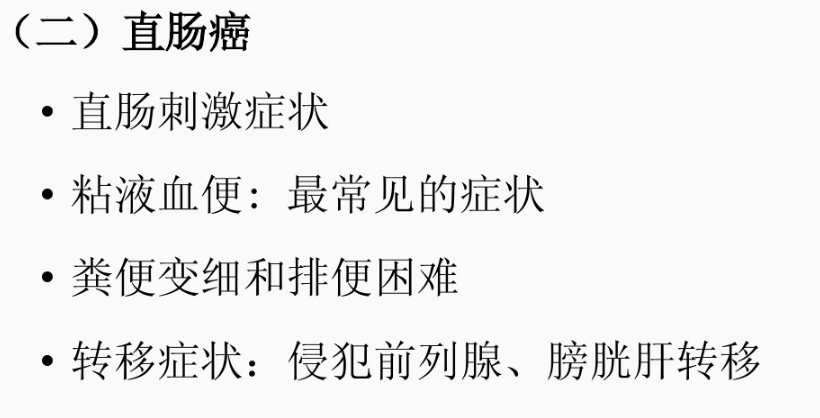 （二）直肠癌
• 直肠刺激症状
• 粘液血便：最常见的症状
• 粪便变细和排便困难
• 转移症状：侵犯前列腺、膀胱肝转移